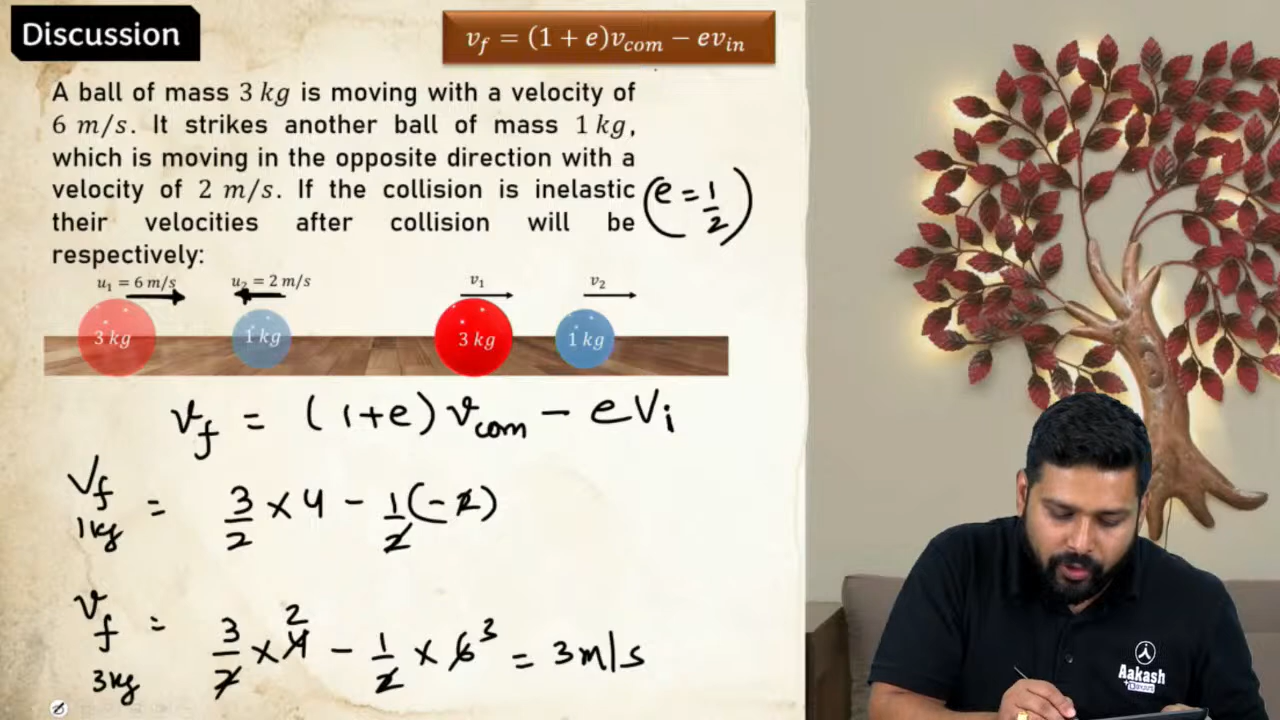 Discussion
v_f = (1 + e)v_com − ev_in
A ball of mass 3 kg is moving with a velocity of
6 m/s. It strikes another ball of mass 1 kg,
which is moving in the opposite direction with a
velocity of 2 m/s. If the collision is inelastic
(e = 1/2)
their velocities after collision will be
respectively:
u₁ = 6 m/s u₂ = 2 m/s v₁ v₂
3 kg 1 kg 3 kg 1 kg
v_f = (1+e) v_com − eV_i
V_f 1kg = 3/2 × 4 − 1/2 (−2)
v_f 3kg = 3/2 × 4 2 − 1/2 × 6 3 = 3m/s
Aakash